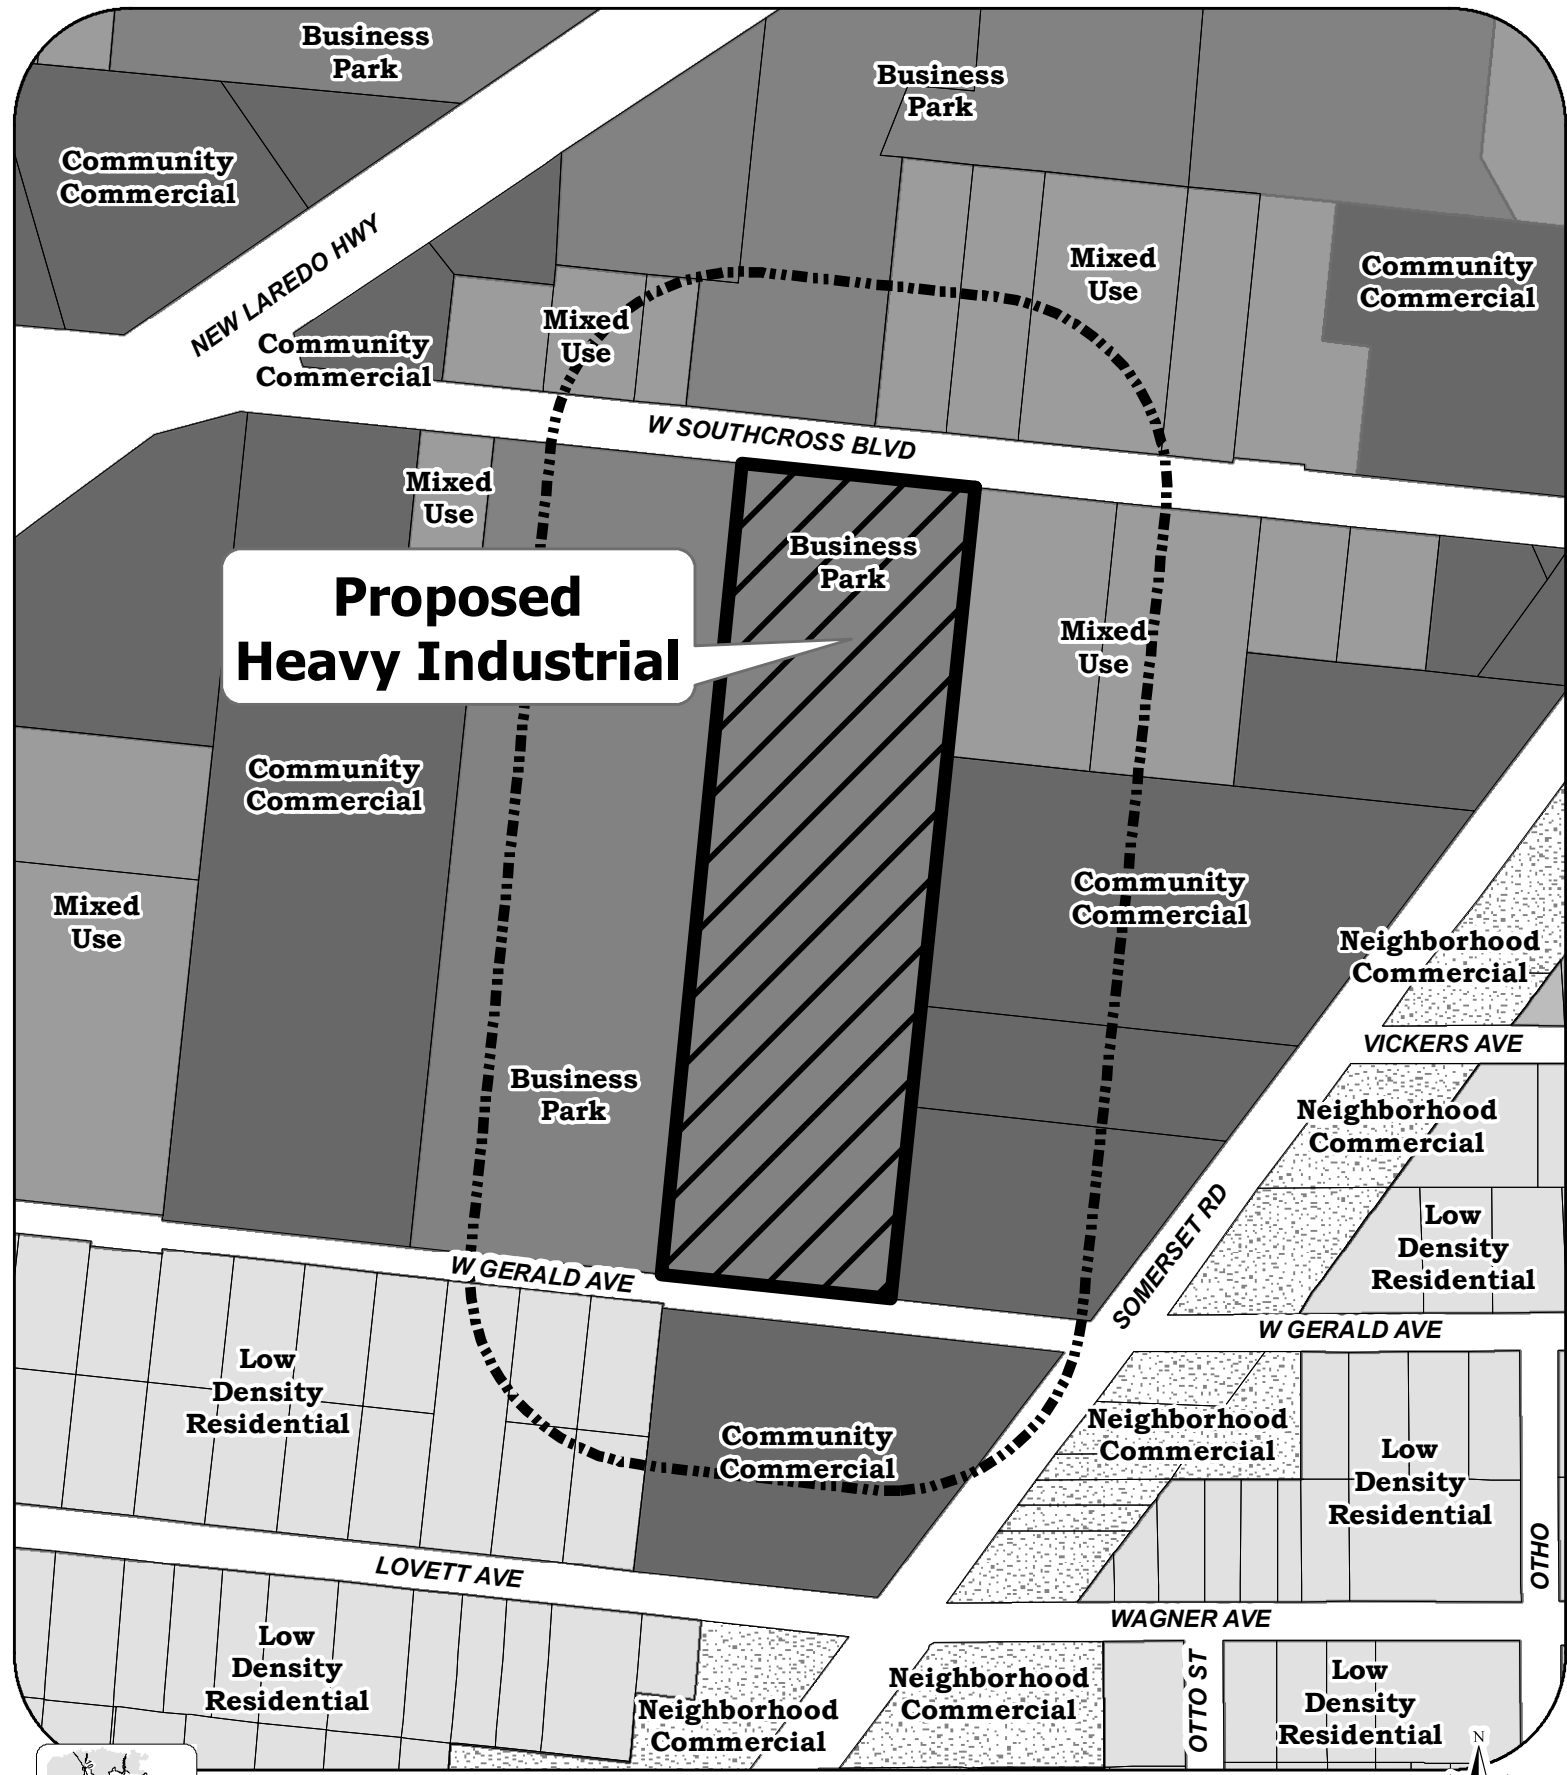 Business
Park
Business
Park
Community
Commercial
NEW LAREDO HWY
Mixed
Use
Community
Commercial
Mixed
Use
Community
Commercial
W SOUTHCROSS BLVD
Mixed
Use
Business
Park
Proposed
Heavy Industrial
Mixed
Use
Community
Commercial
Community
Commercial
Mixed
Use
Neighborhood
Commercial
VICKERS AVE
Business
Park
Neighborhood
Commercial
SOMERSET RD
Low
Density
Residential
W GERALD AVE
W GERALD AVE
Low
Density
Residential
Community
Commercial
Neighborhood
Commercial
Low
Density
Residential
OTHO
LOVETT AVE
WAGNER AVE
Low
Density
Residential
Neighborhood
Commercial
Neighborhood
Commercial
OTTO ST
Low
Density
Residential
N